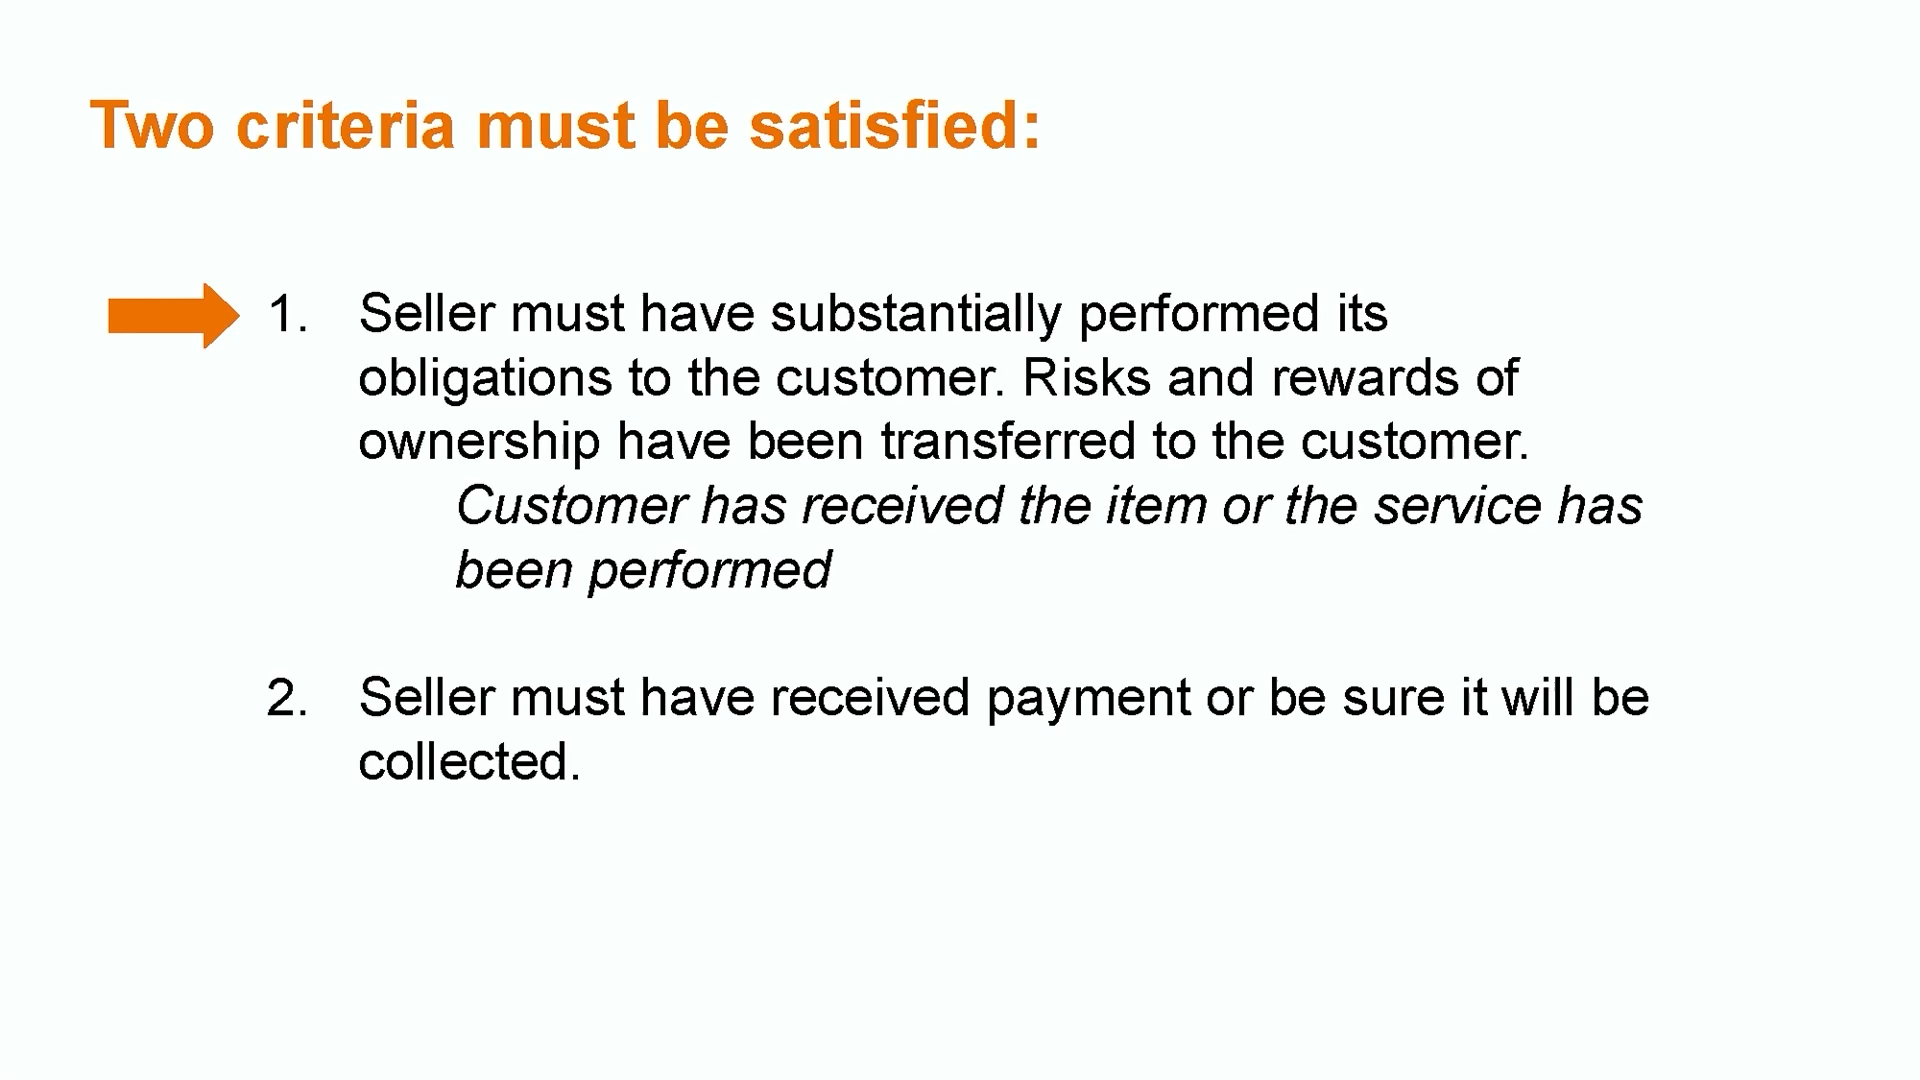 Two criteria must be satisfied:
1. Seller must have substantially performed its
obligations to the customer. Risks and rewards of
ownership have been transferred to the customer.
Customer has received the item or the service has
been performed
2. Seller must have received payment or be sure it will be
collected.